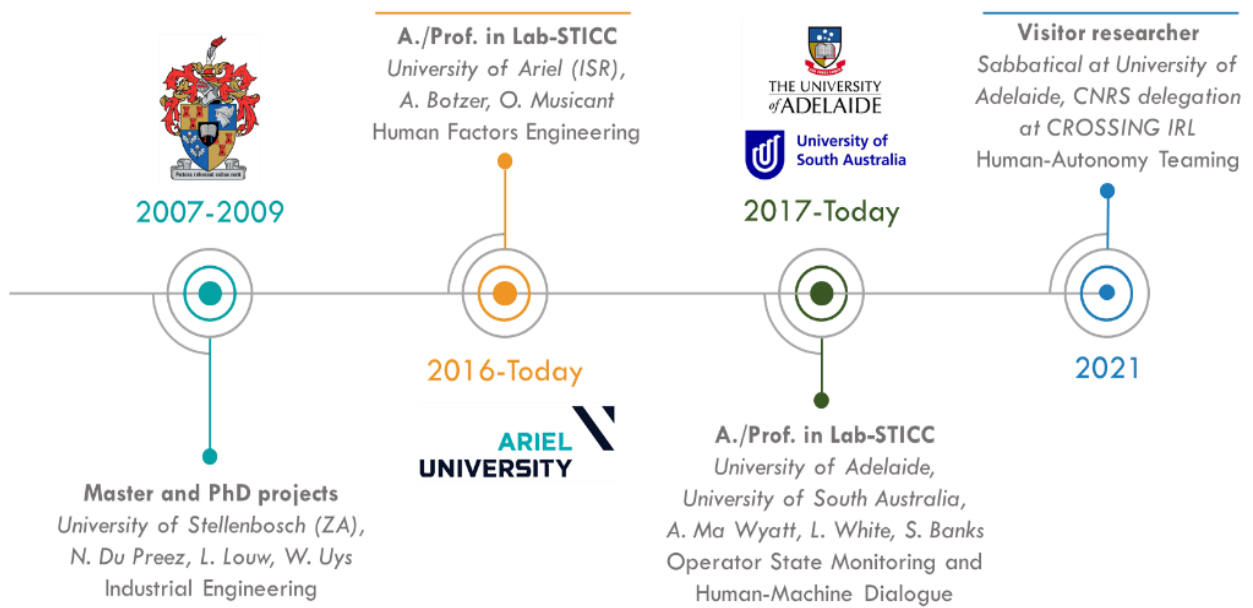 2007-2009
Master and PhD projects
University of Stellenbosch (ZA),
N. Du Preez, L. Louw, W. Uys
Industrial Engineering
A./Prof. in Lab-STICC
University of Ariel (ISR),
A. Botzer, O. Musicant
Human Factors Engineering
2016-Today
ARIEL
UNIVERSITY
THE UNIVERSITY
of ADELAIDE
University of
South Australia
2017-Today
A./Prof. in Lab-STICC
University of Adelaide,
University of South Australia,
A. Ma Wyatt, L. White, S. Banks
Operator State Monitoring and
Human-Machine Dialogue
Visitor researcher
Sabbatical at University of
Adelaide, CNRS delegation
at CROSSING IRL
Human-Autonomy Teaming
2021